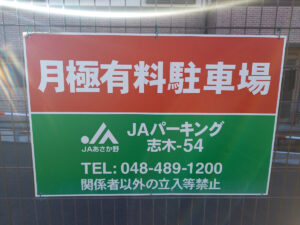 月極有料駐車場
JAあさか野
JAパーキング
志木-54
TEL: 048-489-1200
関係者以外の立入等禁止